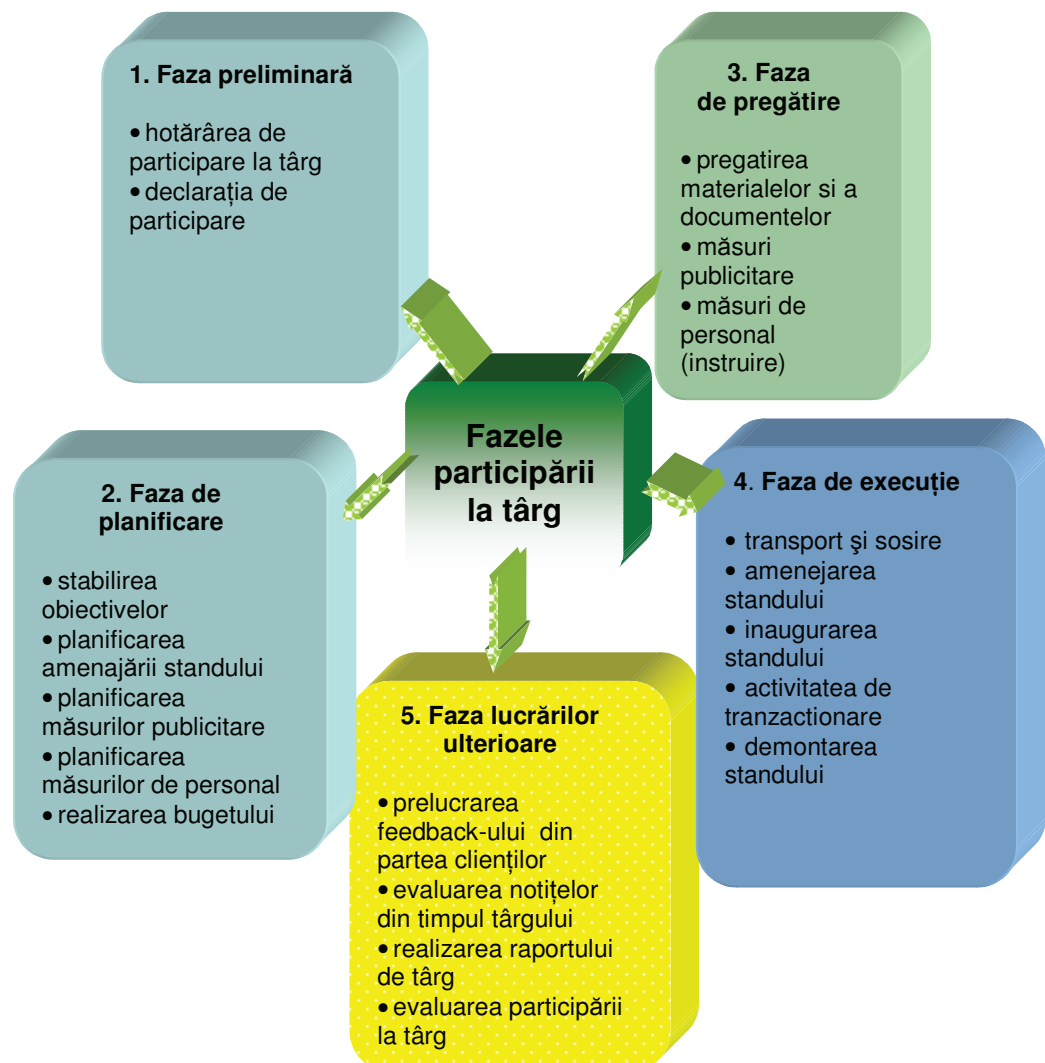 1. Faza preliminară
• hotărârea de
participare la târg
• declarația de
participare
3. Faza
de pregătire
• pregatirea
materialelor si a
documentelor
• măsuri
publicitare
• măsuri de
personal
(instruire)
Fazele
participării
la târg
2. Faza de
planificare
• stabilirea
obiectivelor
• planificarea
amenajării standului
• planificarea
măsurilor publicitare
• planificarea
măsurilor de personal
• realizarea bugetului
4. Faza de execuție
• transport şi sosire
• amenejarea
standului
• inaugurarea
standului
• activitatea de
tranzactionare
• demontarea
standului
5. Faza lucrărilor
ulterioare
• prelucrarea
feedback-ului din
partea clienților
• evaluarea notițelor
din timpul târgului
• realizarea raportului
de târg
• evaluarea participării
la târg